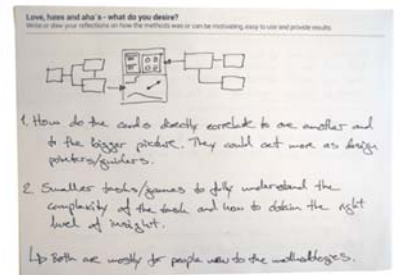 Love, hates and aha's - what do you desire?
Write or draw your reflections on how the methods was or can be motivating, easy to use and provide results
1. How do the cards directly correlate to one another and
to the bigger picture. They could act more as design
pointers/guiders.
2. Smaller tasks/games to fully understand the
complexity of the task and how to obtain the right
level of insight.
↳ Both are mostly for people new to the methodologies.